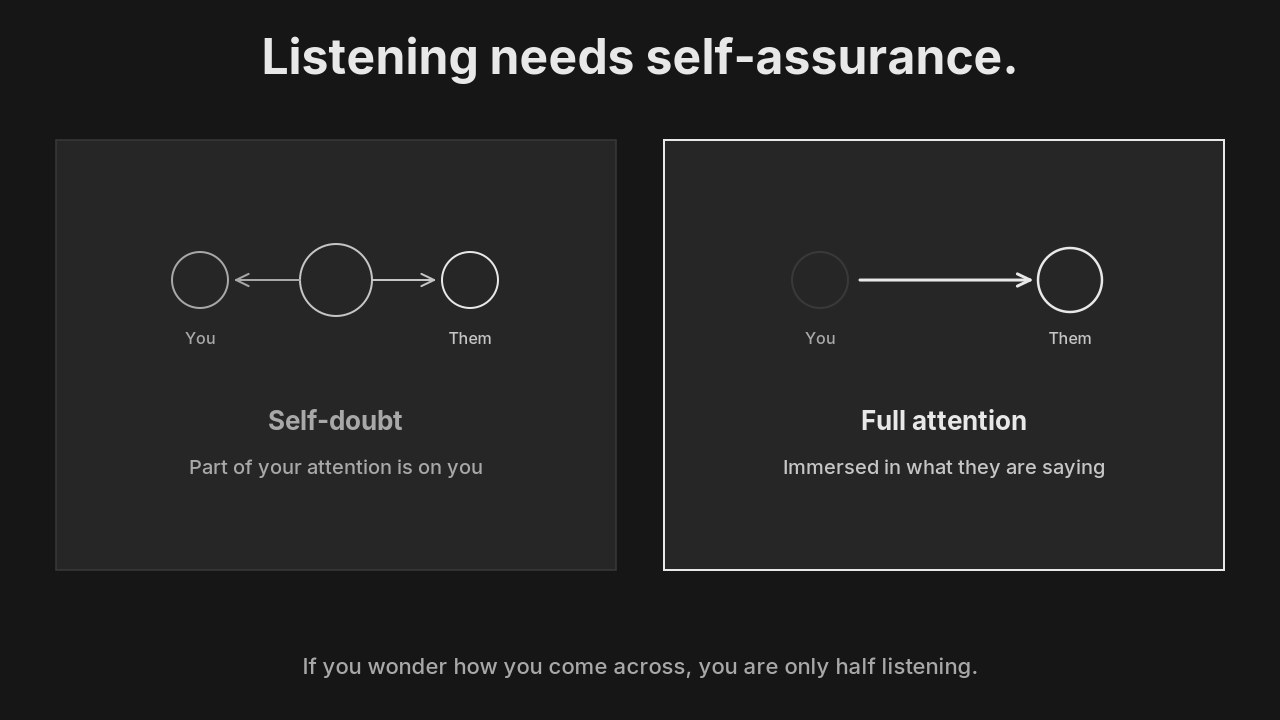 Listening needs self-assurance.
You
Them
Self-doubt
Part of your attention is on you
You
Them
Full attention
Immersed in what they are saying
If you wonder how you come across, you are only half listening.